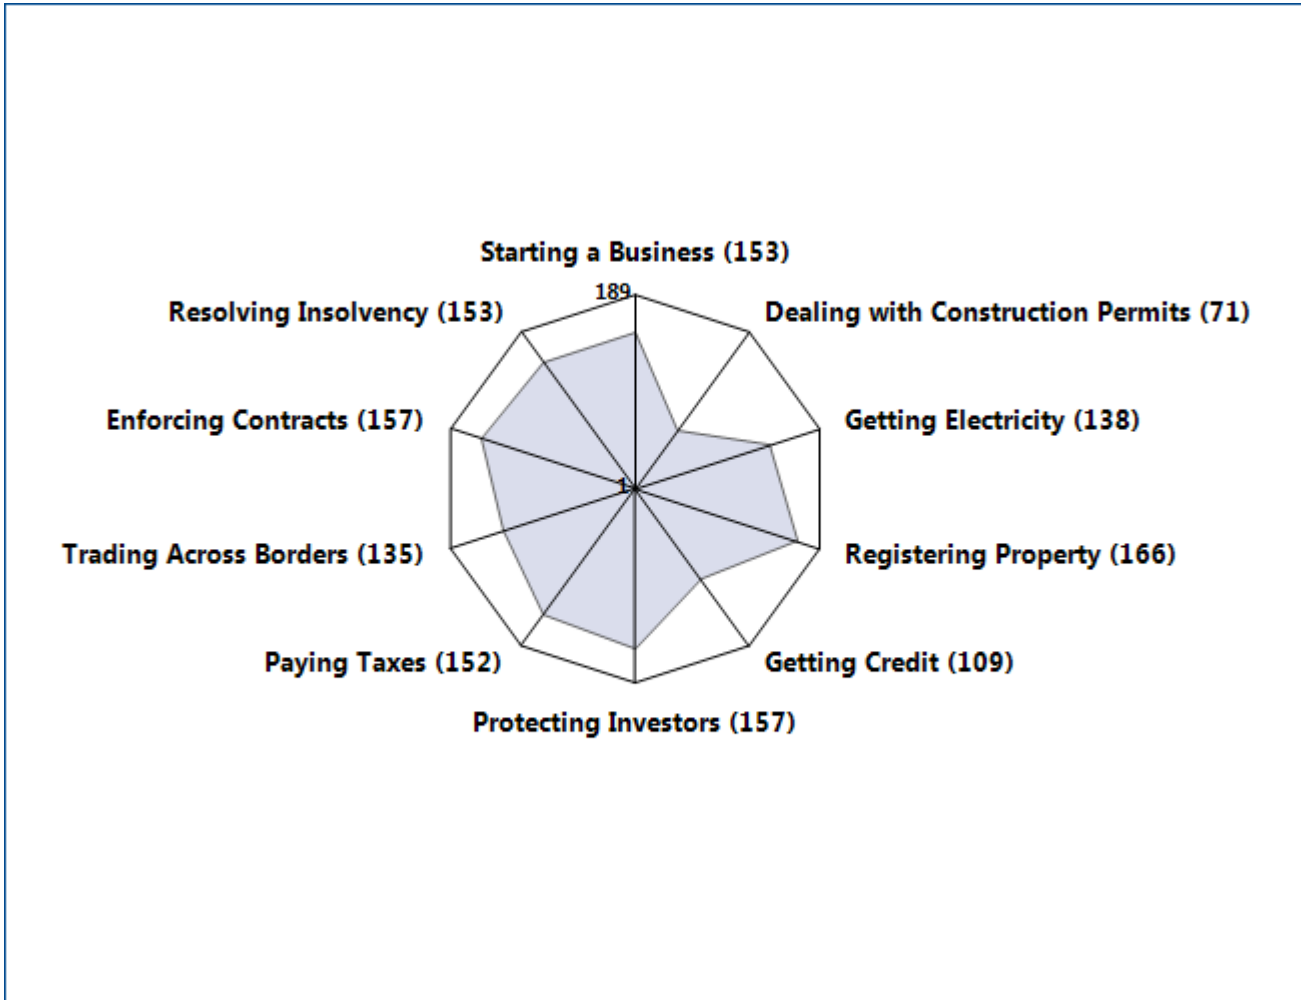 Starting a Business (153)
189
Dealing with Construction Permits (71)
Resolving Insolvency (153)
Getting Electricity (138)
Enforcing Contracts (157)
1
Registering Property (166)
Trading Across Borders (135)
Getting Credit (109)
Paying Taxes (152)
Protecting Investors (157)